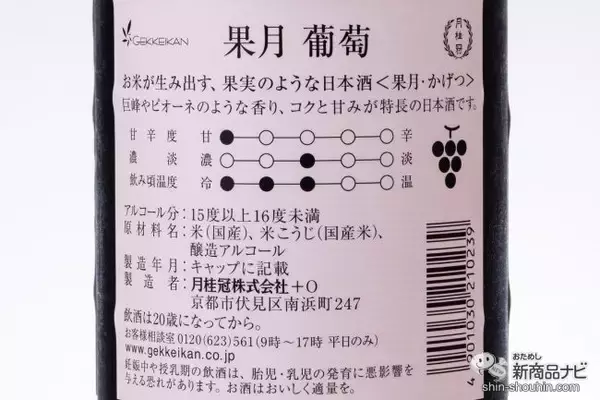 GEKKEIKAN
果月 葡萄
月桂冠
お米が生み出す、果実のような日本酒<果月・かげつ>
巨峰やピオーネのような香り、コクと甘みが特長の日本酒です。
甘辛度 甘 辛
濃淡 濃 淡
飲み頃温度 冷 温
アルコール分：15度以上16度未満
原材料名：米(国産)、米こうじ(国産米)、
醸造アルコール
製造年月：キャップに記載
製造者：月桂冠株式会社+O
京都市伏見区南浜町247
飲酒は20歳になってから。
お客様相談室 0120(623)561(9時〜17時 平日のみ)
www.gekkeikan.co.jp
妊娠中や授乳期の飲酒は、胎児・乳児の発育に悪影響を
与える恐れがあります。お酒はおいしく適量を。
4 901030 210239
おためし
新商品ナビ
shin-shouhin.com